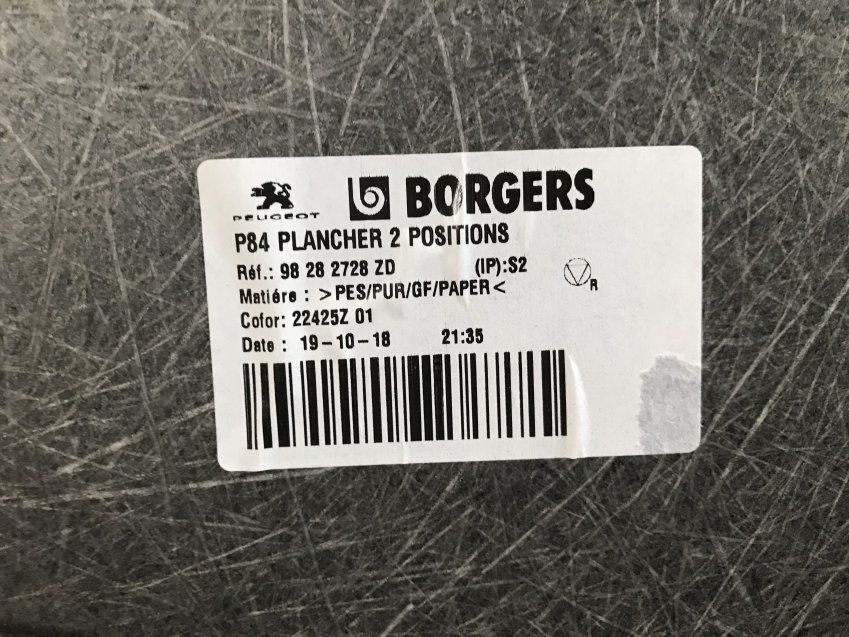 PEUGEOT BORGERS
P84 PLANCHER 2 POSITIONS
Réf.: 98 28 2728 ZD (IP):S2
R
Matiére : >PES/PUR/GF/PAPER<
Cofor: 22425Z 01
Date : 19-10-18 21:35